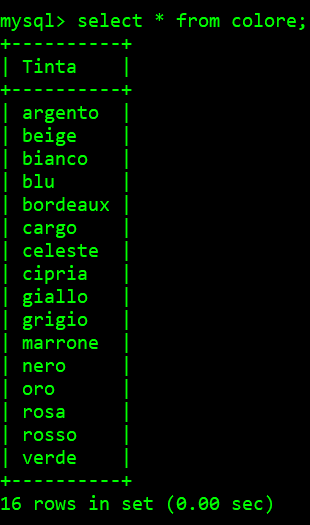 mysql> select * from colore;
+----------+
| Tinta    |
+----------+
| argento  |
| beige    |
| bianco   |
| blu      |
| bordeaux |
| cargo    |
| celeste  |
| cipria   |
| giallo   |
| grigio   |
| marrone  |
| nero     |
| oro      |
| rosa     |
| rosso    |
| verde    |
+----------+
16 rows in set (0.00 sec)